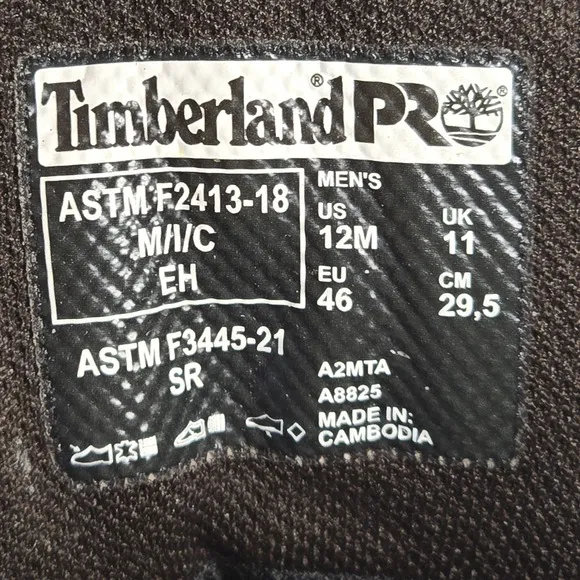 Timberland® PRO®
ASTM F2413-18
M/I/C
EH
ASTM F3445-21
SR
MEN'S
US UK
12M 11
EU CM
46 29,5
A2MTA
A8825
MADE IN:
CAMBODIA